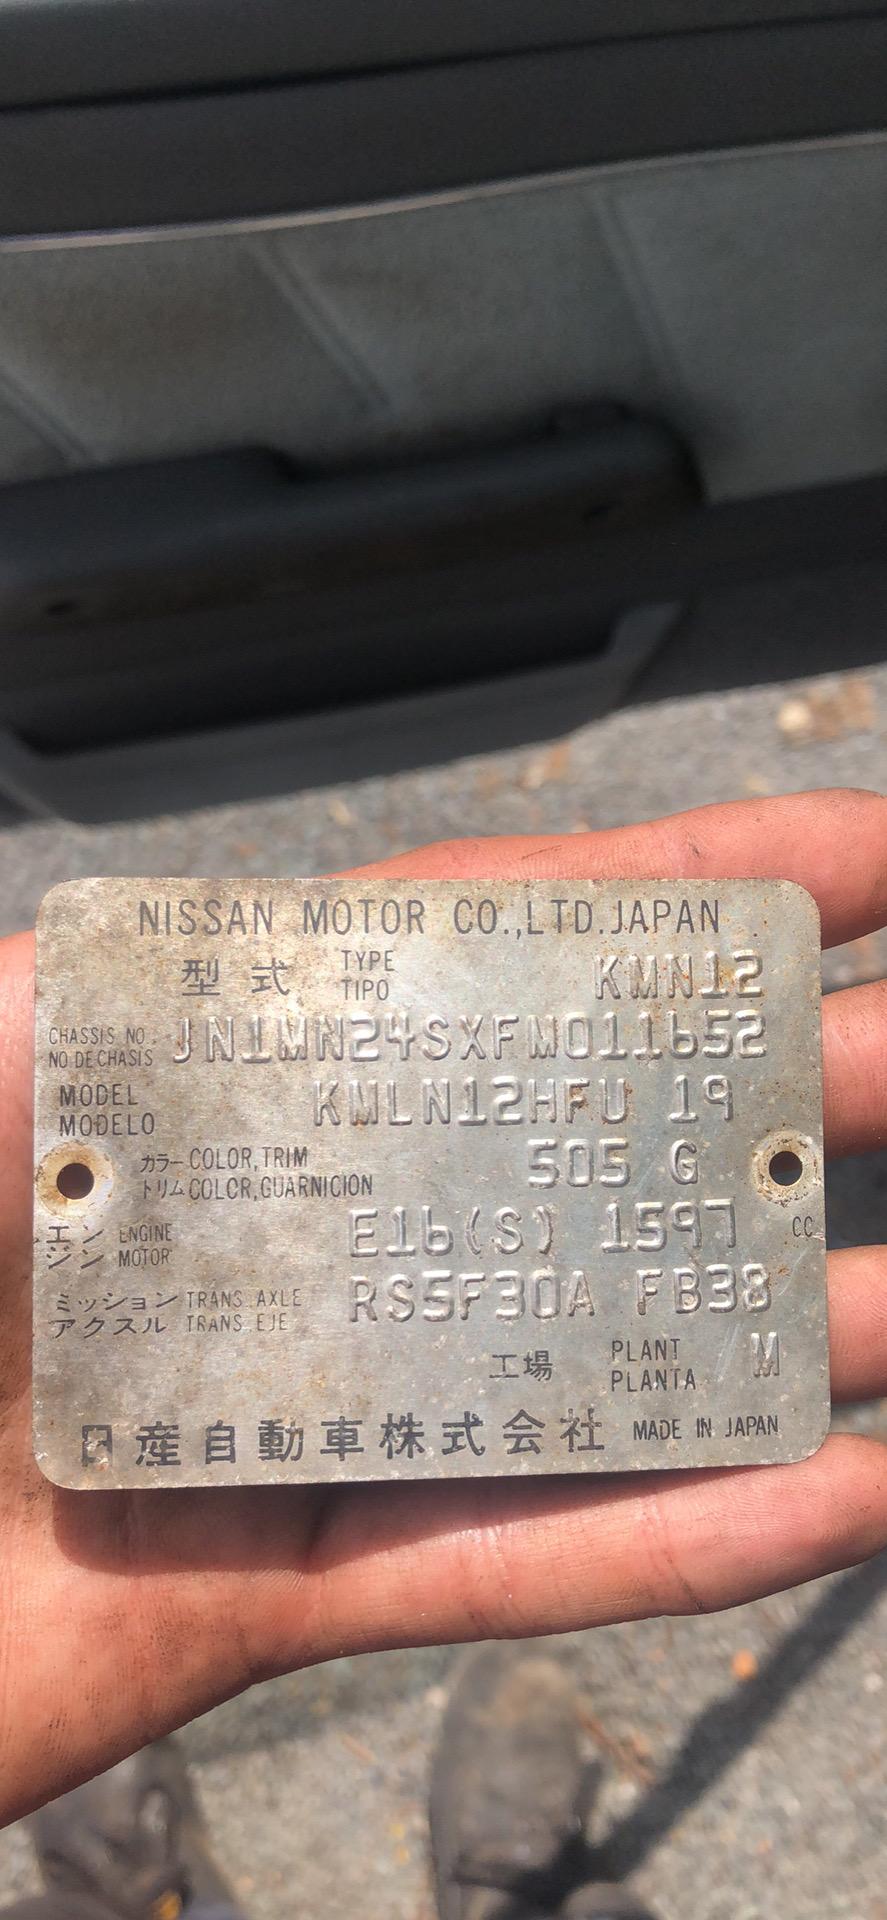 NISSAN MOTOR CO.,LTD.JAPAN
型式 TYPE TIPO KMN12
CHASSIS NO. NO DE CHASIS JN1MN24SXFM011652
MODEL MODELO KMLN12HFU 19
カラー COLOR,TRIM トリム COLOR,GUARNICION 505 G
エンジン ENGINE MOTOR E16(S) 1597 CC
ミッションアクスル TRANS.AXLE TRANS.EJE RS5F30A FB38
工場 PLANT PLANTA M
日産自動車株式会社 MADE IN JAPAN